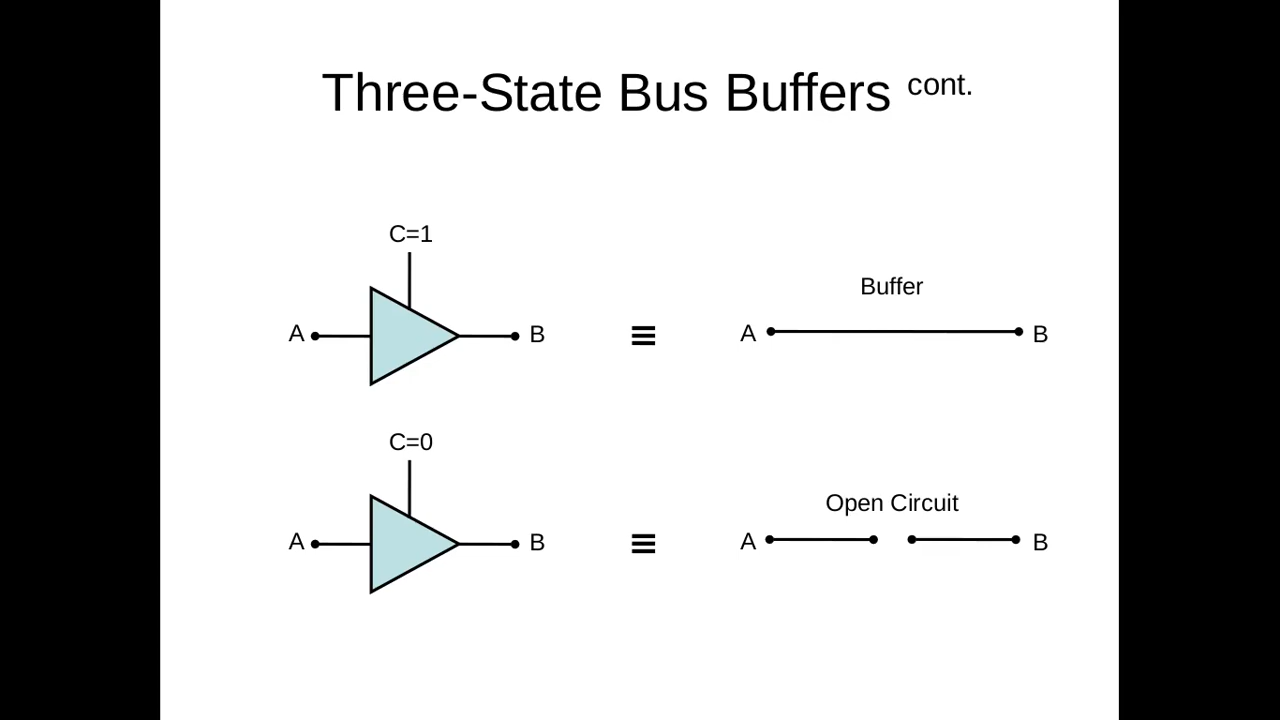 Three-State Bus Buffers cont.
C=1
Buffer
A B ≡ A B
C=0
Open Circuit
A B ≡ A B